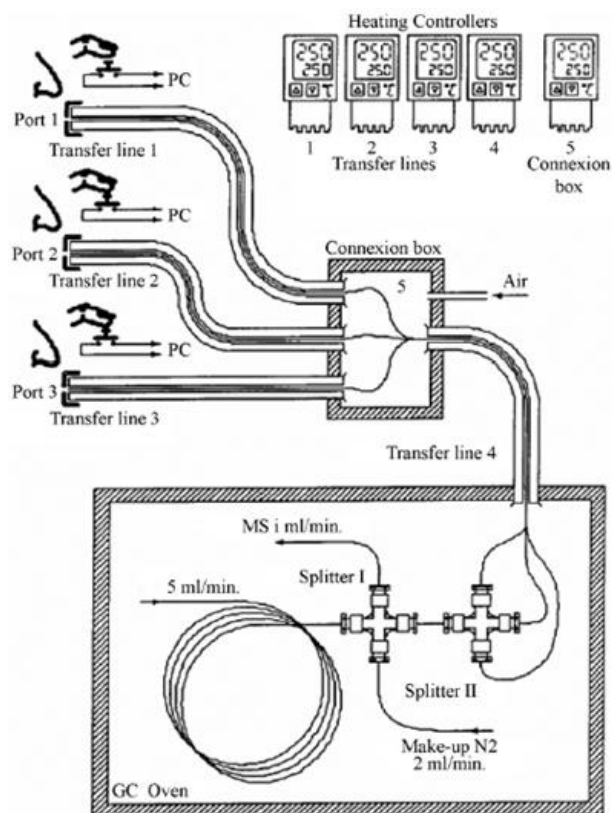 Heating Controllers
250
250
℃
250
250
℃
250
250
℃
250
250
℃
250
250
℃
1
2
3
4
5
Transfer lines
Connexion
box
PC
Port 1
Transfer line 1
PC
Port 2
Transfer line 2
PC
Port 3
Transfer line 3
Connexion box
5
Air
Transfer line 4
MS i ml/min.
Splitter I
5 ml/min.
Splitter II
Make-up N2
2 ml/min.
GC Oven